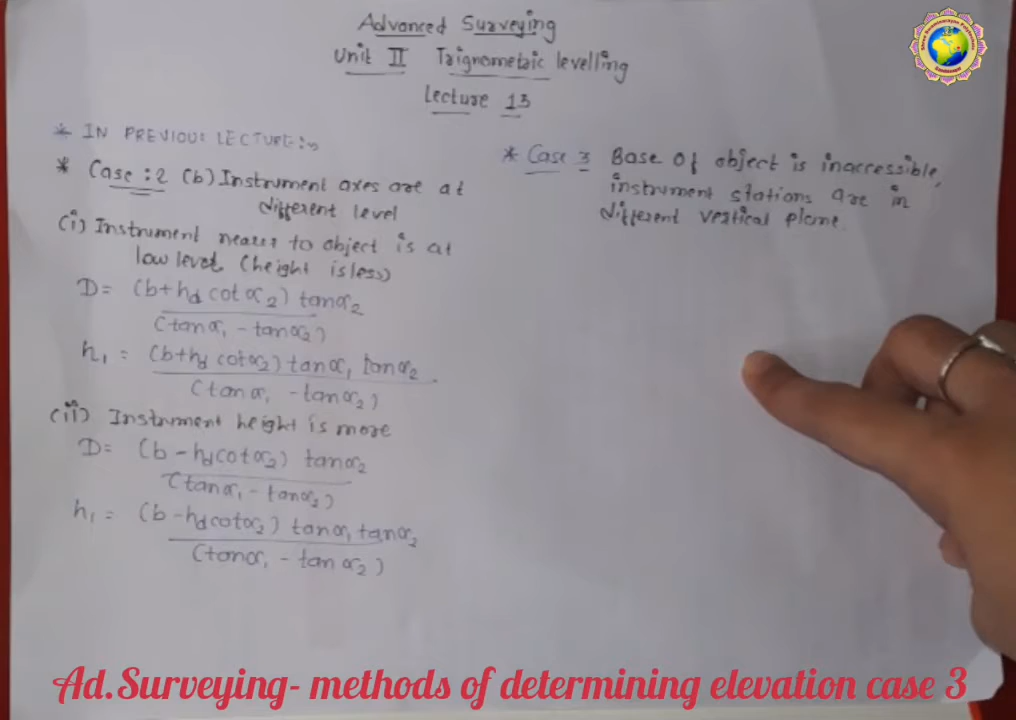 Advanced Surveying
Unit II Trignometric levelling
Lecture 13
* IN PREVIOUS LECTURE:~
* Case:2 (b) Instrument axes are at
different level
(i) Instrument nearer to object is at
low level. (height is less)
D = (b+hd cot α2) tan α2
(tan α1 - tan α2)
h1 = (b+hd cot α2) tan α1 tan α2
(tan α1 - tan α2)
(ii) Instrument height is more
D = (b - hd cot α2) tan α2
(tan α1 - tan α2)
h1 = (b - hd cot α2) tan α1 tan α2
(tan α1 - tan α2)
* Case 3 Base of object is inaccessible,
instrument stations are in
different vertical plane.
Ad.Surveying- methods of determining elevation case 3